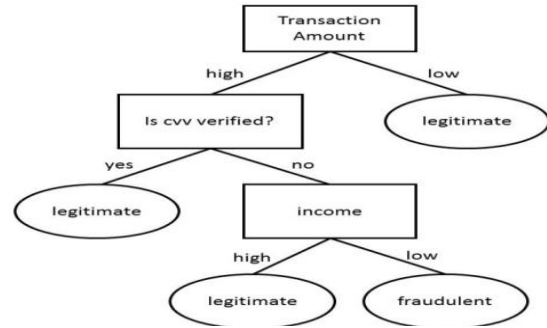 Transaction
Amount
high
low
Is cvv verified?
legitimate
yes
no
legitimate
income
high
low
legitimate
fraudulent